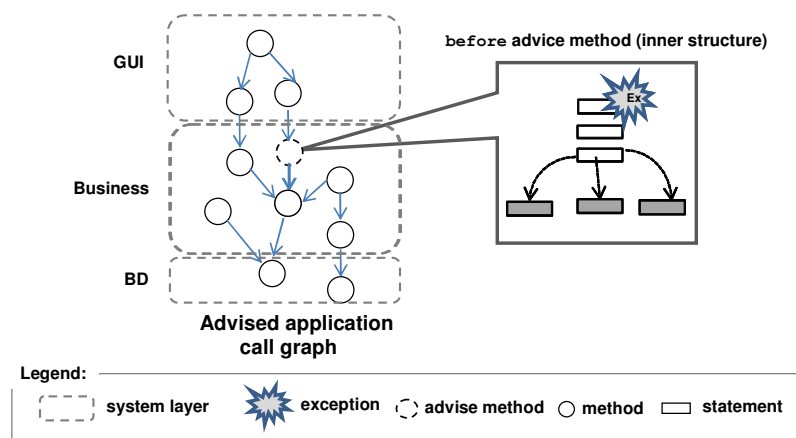 before advice method (inner structure)
GUI
Ex
Business
BD
Advised application
call graph
Legend:
system layer
exception
advise method
method
statement